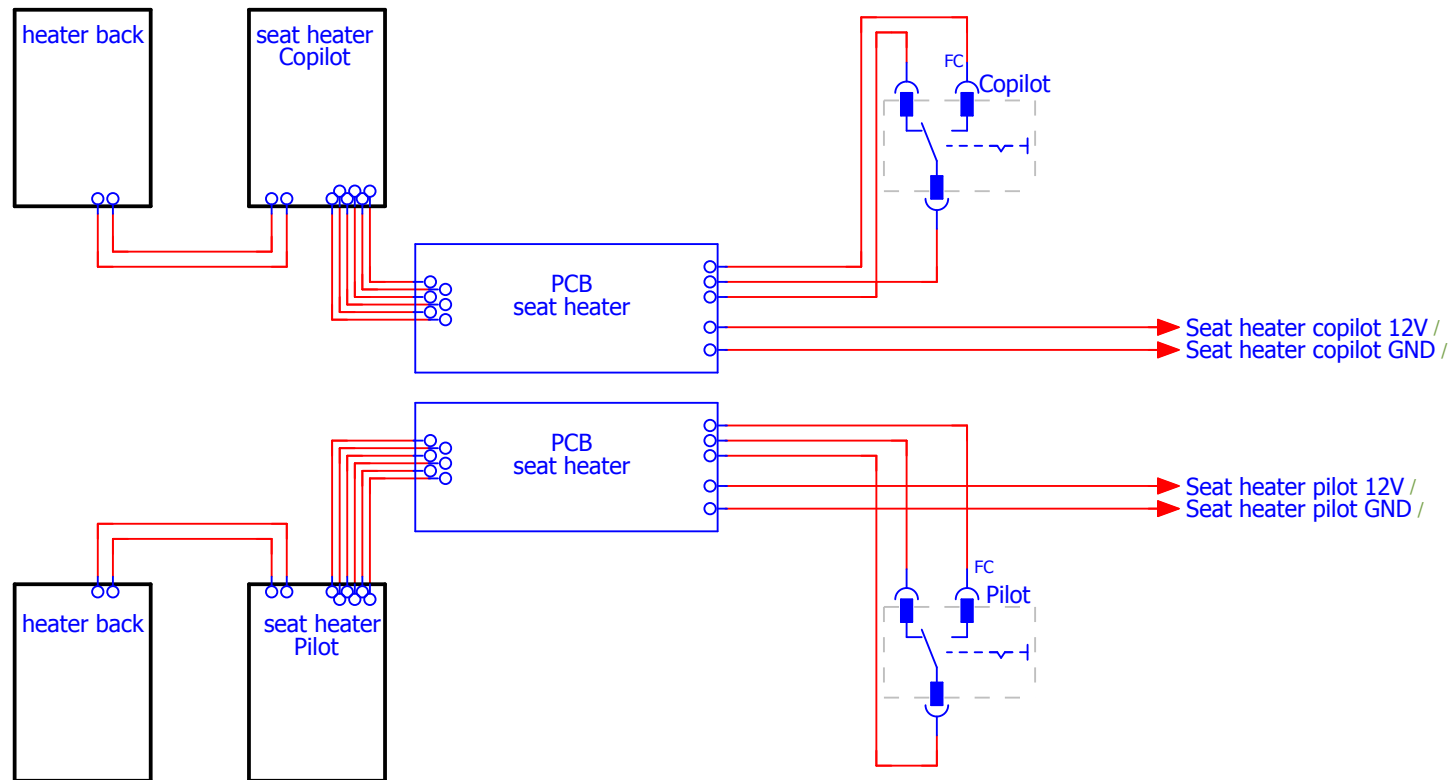 heater back
seat heater
Copilot
FC
Copilot
PCB
seat heater
Seat heater copilot 12V /
Seat heater copilot GND /
PCB
seat heater
Seat heater pilot 12V /
Seat heater pilot GND /
FC
Pilot
heater back
seat heater
Pilot